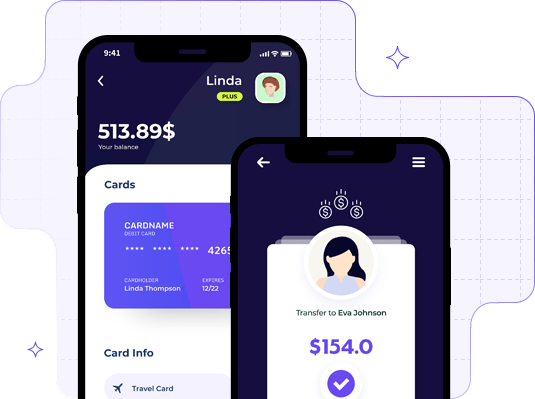 9:41
Linda
PLUS
513.89$
Your balance
Cards
CARDNAME
DEBIT CARD
**** **** **** 4265
CARDHOLDER EXPIRES
Linda Thompson 12/22
Card Info
Travel Card
$ $ $
Transfer to Eva Johnson
$154.0